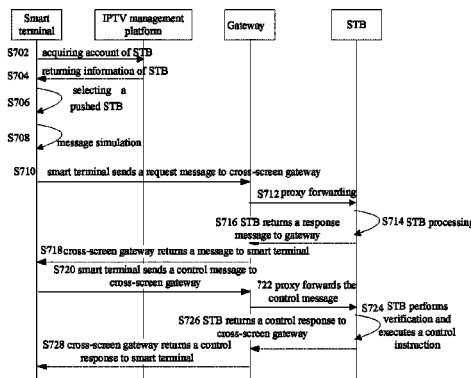 Smart terminal
IPTV management platform
Gateway
STB
S702 acquiring account of STB
S704 returning information of STB
S706 selecting a pushed STB
S708 message simulation
S710 smart terminal sends a request message to cross-screen gateway
S712 proxy forwarding
S714 STB processing
S716 STB returns a response message to gateway
S718 cross-screen gateway returns a message to smart terminal
S720 smart terminal sends a control message to cross-screen gateway
722 proxy forwards the control message
S724 STB performs verification and executes a control instruction
S726 STB returns a control response to cross-screen gateway
S728 cross-screen gateway returns a control response to smart terminal